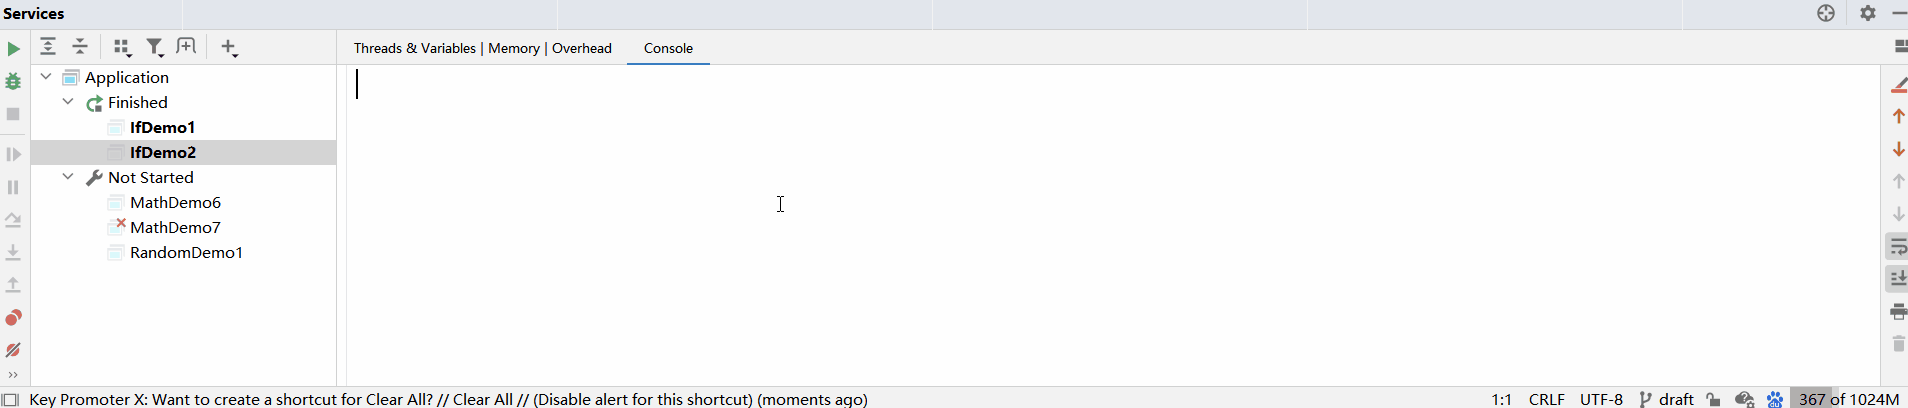 Services
Threads & Variables | Memory | Overhead Console
Application
Finished
IfDemo1
IfDemo2
Not Started
MathDemo6
MathDemo7
RandomDemo1
Key Promoter X: Want to create a shortcut for Clear All? // Clear All // (Disable alert for this shortcut) (moments ago) 1:1 CRLF UTF-8 draft du 367 of 1024M